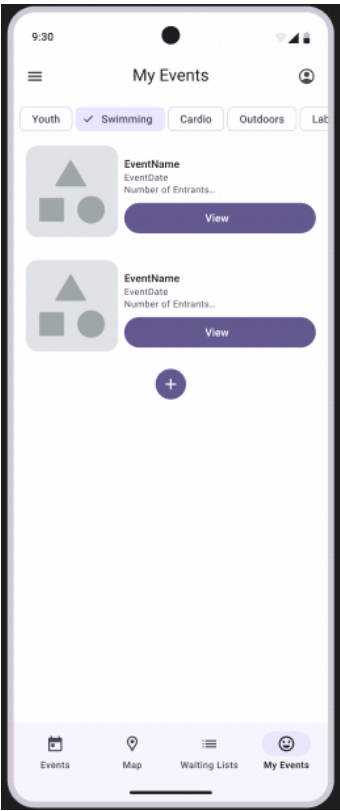 9:30
My Events
Youth
Swimming
Cardio
Outdoors
Lab
EventName
EventDate
Number of Entrants...
View
EventName
EventDate
Number of Entrants...
View
+
Events
Map
Waiting Lists
My Events